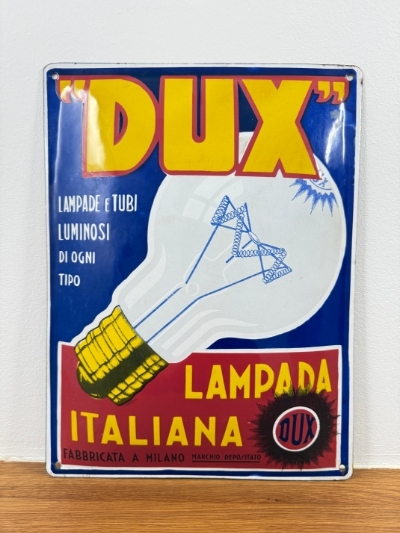 "DUX"
LAMPADE E TUBI
LUMINOSI
DI OGNI
TIPO
LAMPADA
ITALIANA
DUX
FABBRICATA A MILANO MARCHIO DEPOSITATO